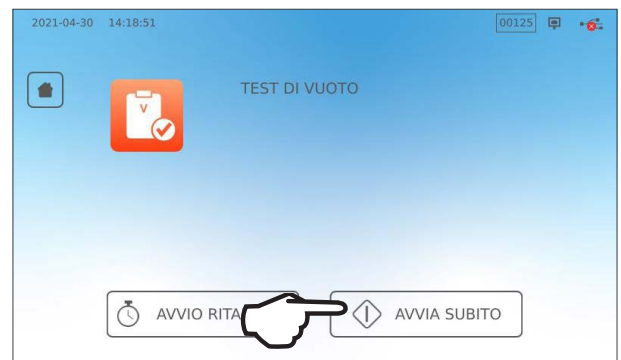 2021-04-30 14:18:51 00125
TEST DI VUOTO
V
AVVIO RITA
AVVIA SUBITO